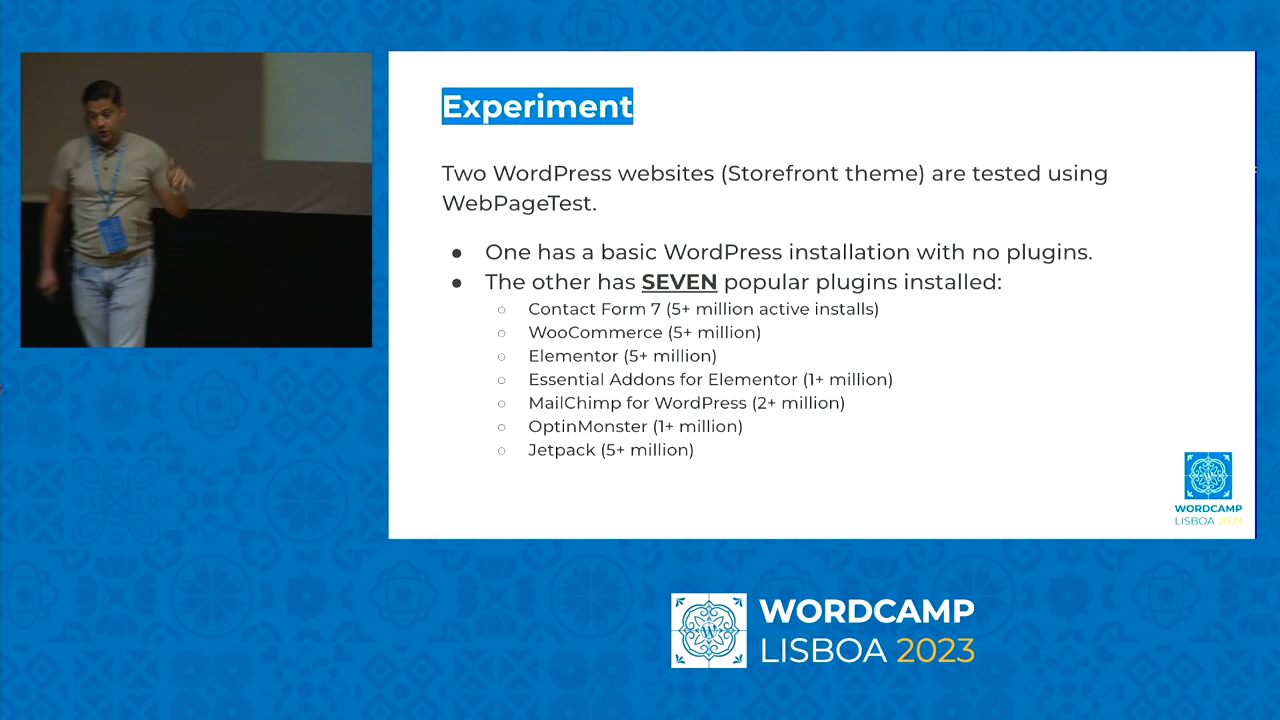 Experiment
Two WordPress websites (Storefront theme) are tested using
WebPageTest.
● One has a basic WordPress installation with no plugins.
● The other has SEVEN popular plugins installed:
○ Contact Form 7 (5+ million active installs)
○ WooCommerce (5+ million)
○ Elementor (5+ million)
○ Essential Addons for Elementor (1+ million)
○ MailChimp for WordPress (2+ million)
○ OptinMonster (1+ million)
○ Jetpack (5+ million)
WORDCAMP
LISBOA 2023
WORDCAMP
LISBOA 2023